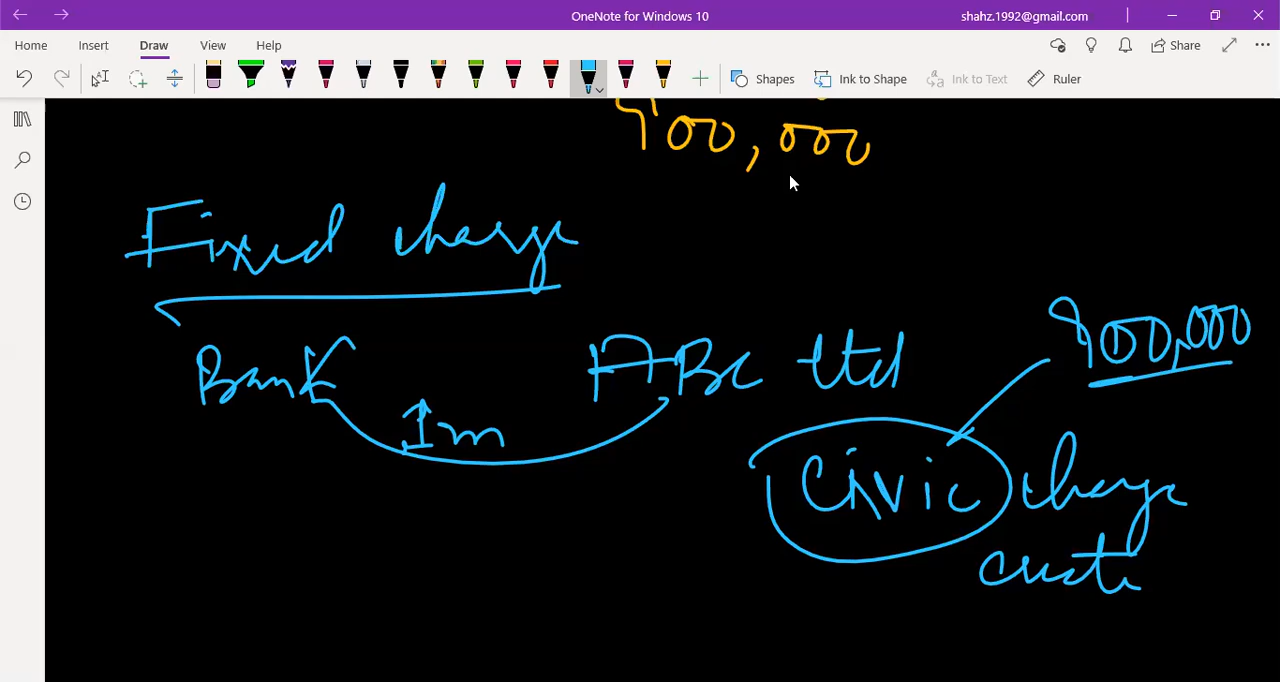 OneNote for Windows 10
shahz.1992@gmail.com
Home Insert Draw View Help
Share
Shapes Ink to Shape Ink to Text Ruler
900,000
Fixed charge
Bank ABC ltd 900,000
1m
Civic charge